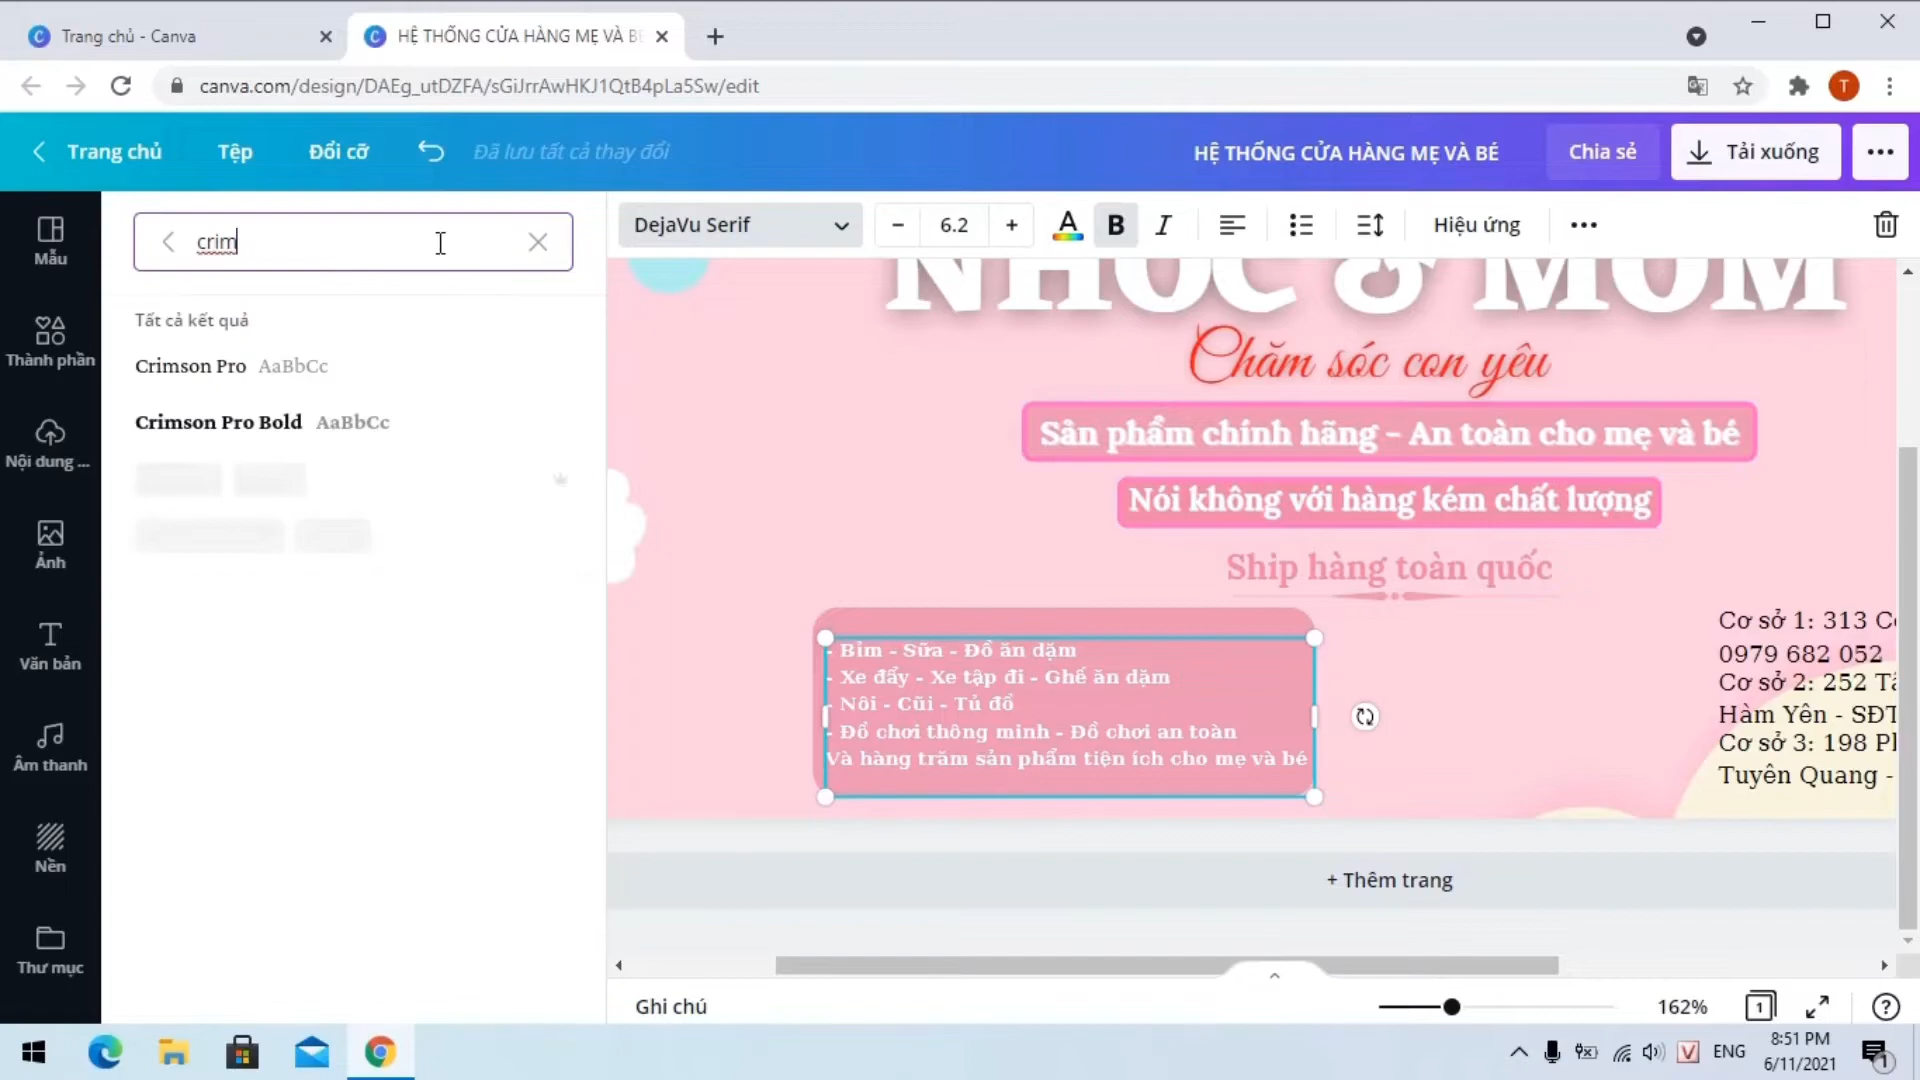 Trang chủ - Canva
HỆ THỐNG CỬA HÀNG MẸ VÀ BÉ
canva.com/design/DAEg_utDZFA/sGiJrrAwHKJ1QtB4pLa5Sw/edit
T
Trang chủ
Tệp
Đổi cỡ
Đã lưu tất cả thay đổi
HỆ THỐNG CỬA HÀNG MẸ VÀ BÉ
Chia sẻ
Tải xuống
crim
DejaVu Serif
6.2
A
B
I
Hiệu ứng
Mẫu
Thành phần
Nội dung ...
Ảnh
Văn bản
Âm thanh
Nền
Thư mục
Tất cả kết quả
Crimson Pro AaBbCc
Crimson Pro Bold AaBbCc
NHOC & MOM
Chăm sóc con yêu
Sản phẩm chính hãng - An toàn cho mẹ và bé
Nói không với hàng kém chất lượng
Ship hàng toàn quốc
- Bỉm - Sữa - Đồ ăn dặm
- Xe đẩy - Xe tập đi - Ghế ăn dặm
- Nôi - Cũi - Tủ đồ
- Đồ chơi thông minh - Đồ chơi an toàn
Và hàng trăm sản phẩm tiện ích cho mẹ và bé
Cơ sở 1: 313
0979 682 052
Cơ sở 2: 252
Hàm Yên - SĐT
Cơ sở 3: 198
Tuyên Quang -
+ Thêm trang
Ghi chú
162%
1
ENG
8:51 PM
6/11/2021
1